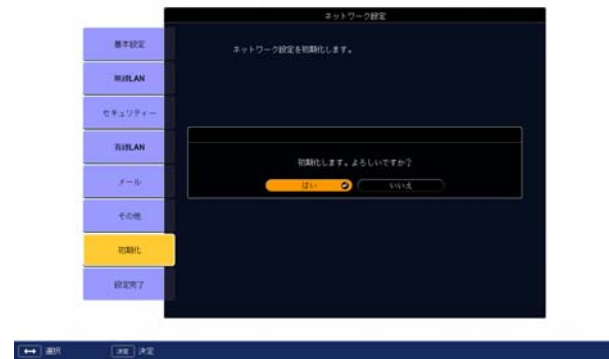 ネットワーク設定
基本設定
ネットワーク設定を初期化します。
無線LAN
セキュリティー
有線LAN
メール
その他
初期化
設定完了
初期化します。よろしいですか?
はい いいえ
選択 決定 決定